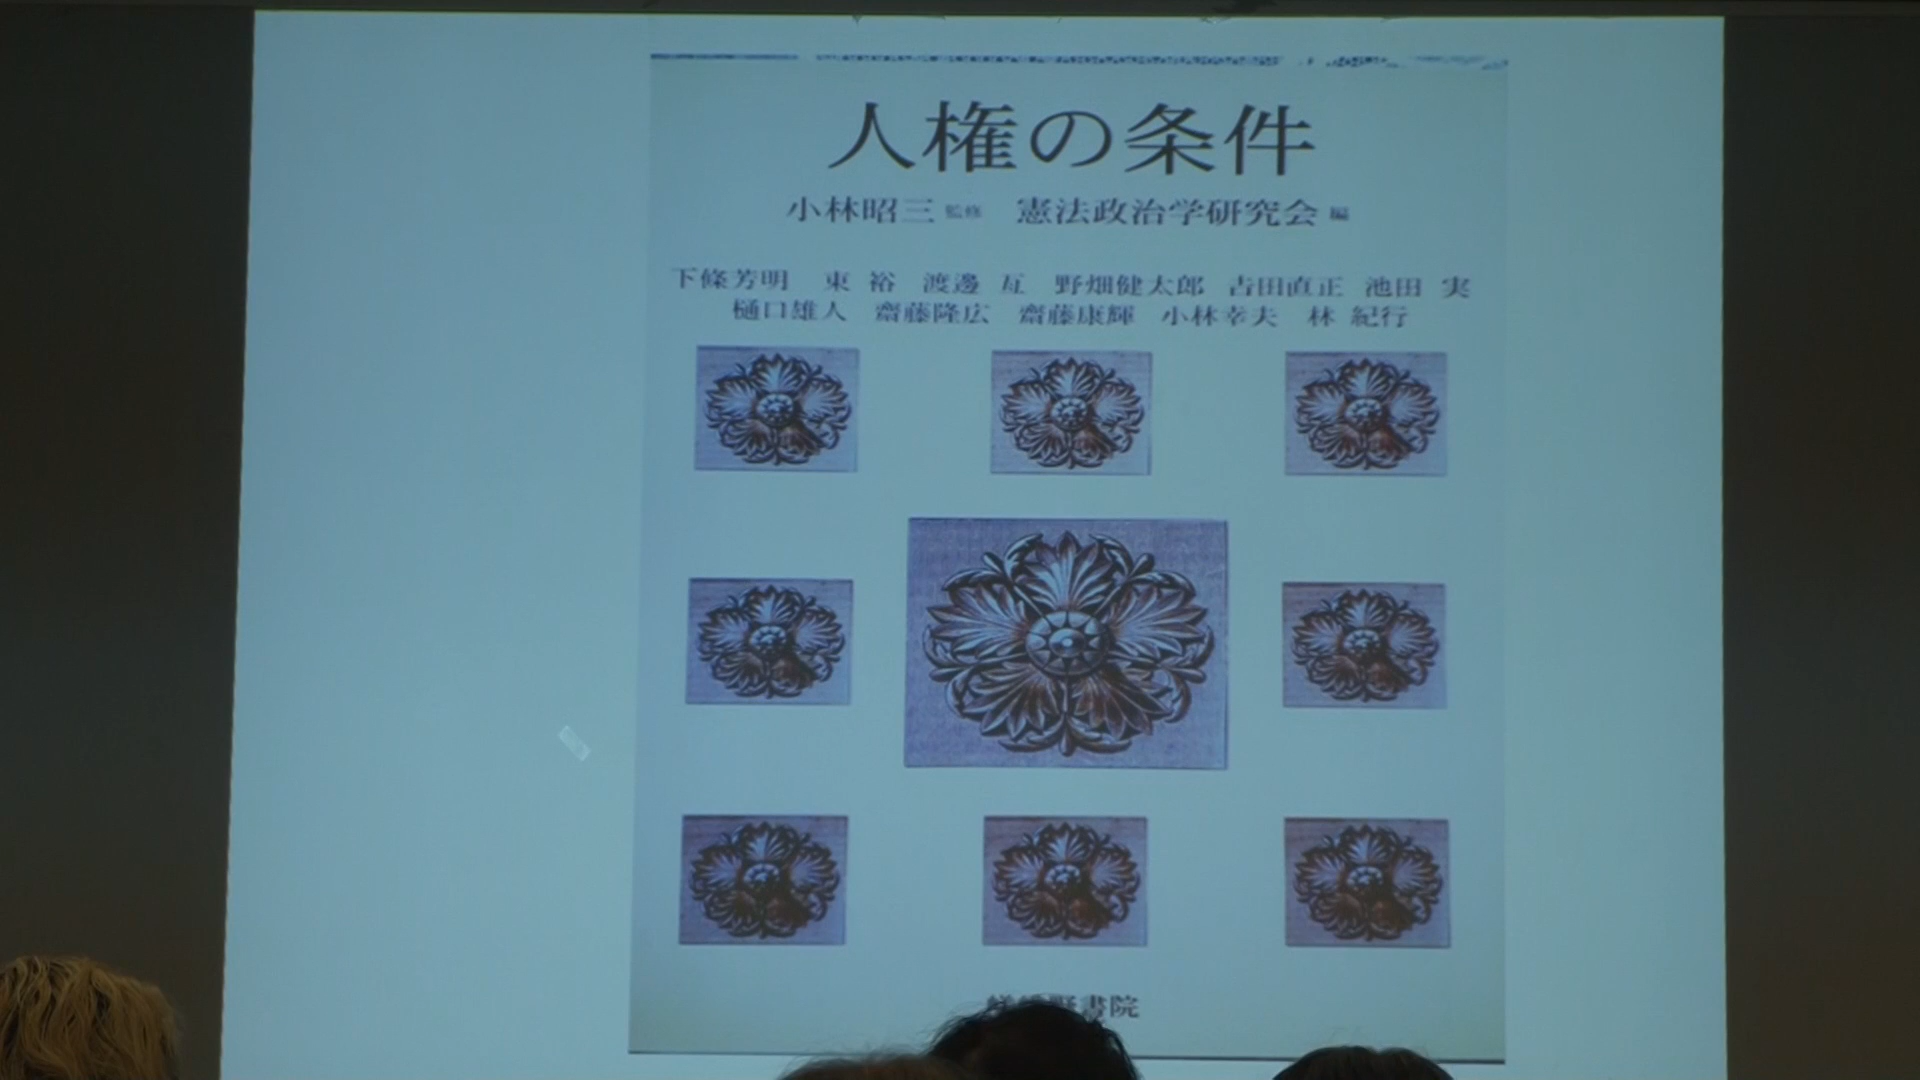 人権の条件
小林昭三 監修 憲法政治学研究会 編
下條芳明 東 裕 渡邊 亙 野畑健太郎 吉田直正 池田 実
樋口雄人 齋藤隆広 齋藤康輝 小林幸夫 林 紀行
嵯峨野書院